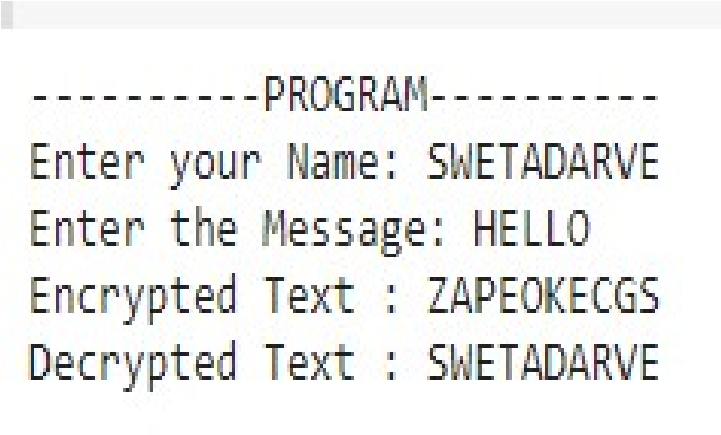 ----------PROGRAM----------
Enter your Name: SWETADARVE
Enter the Message: HELLO
Encrypted Text : ZAPEOKECGS
Decrypted Text : SWETADARVE